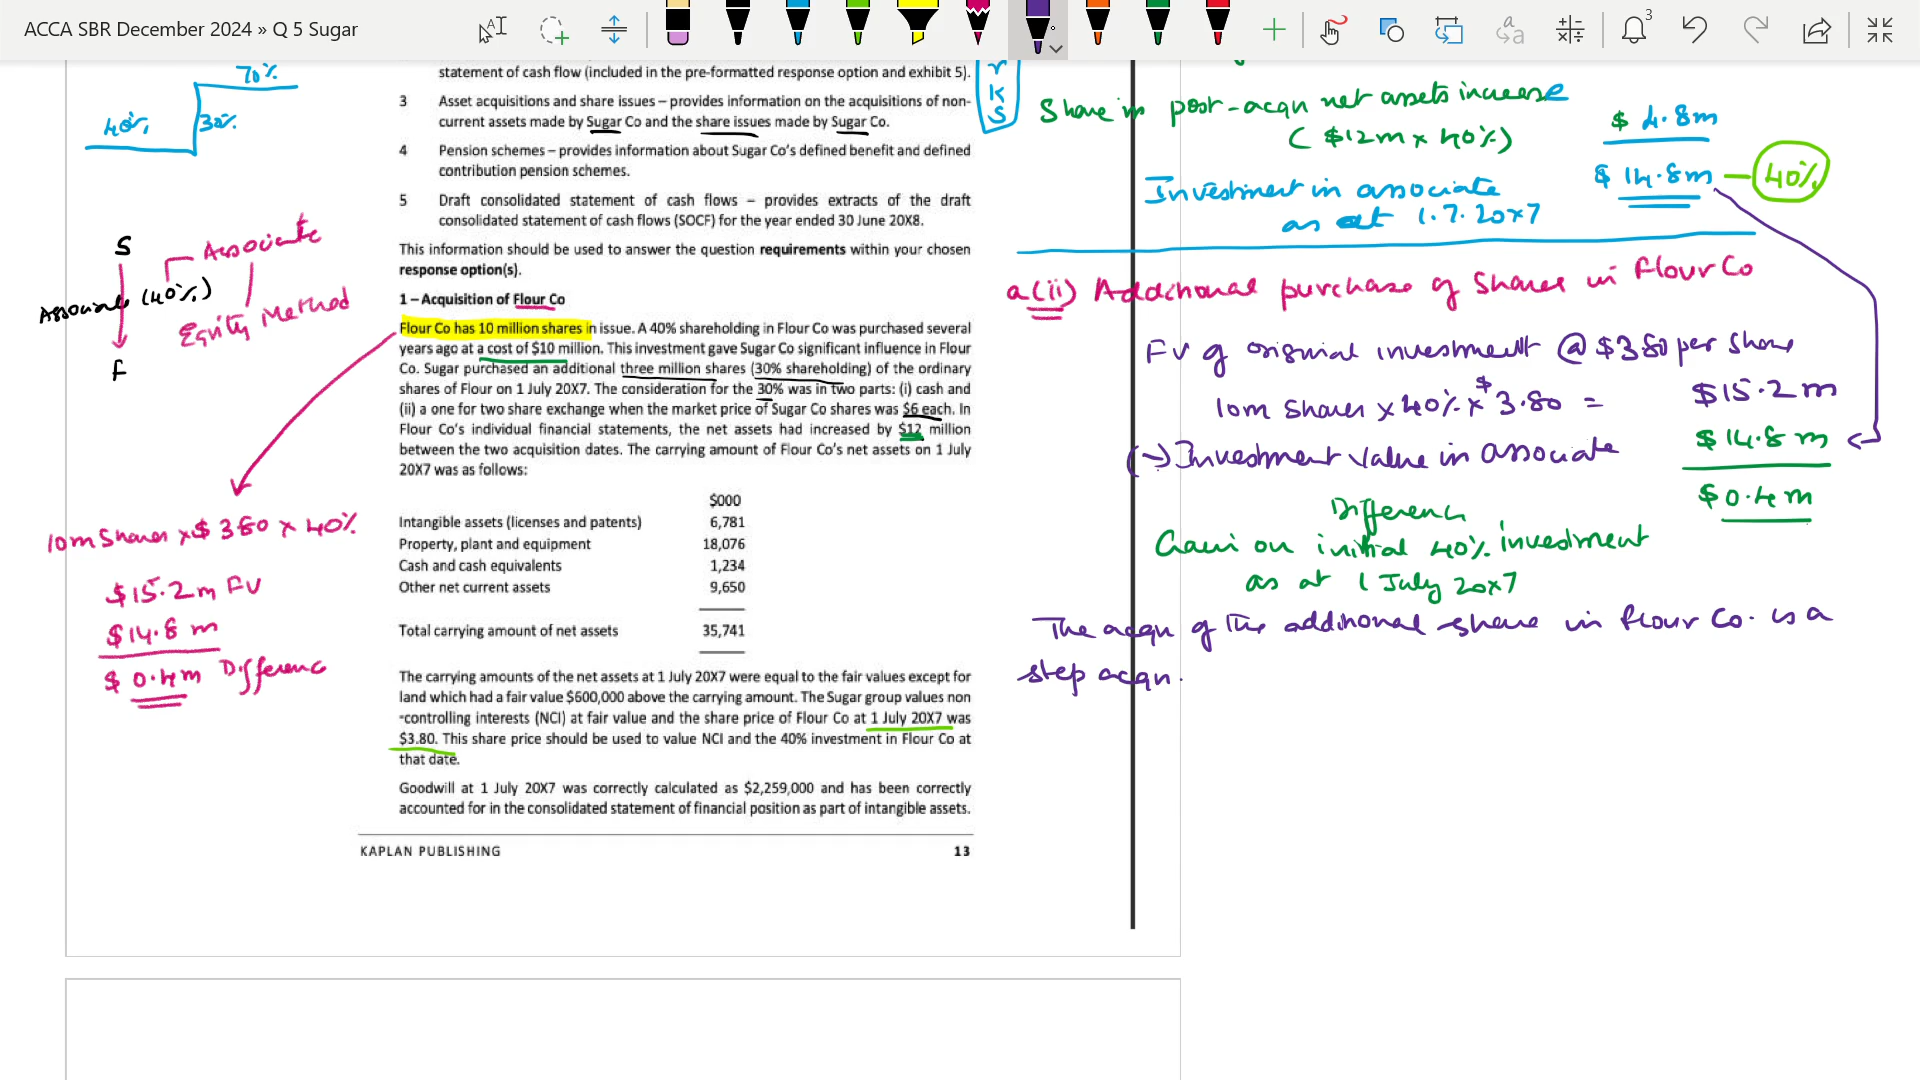 ACCA SBR December 2024 » Q 5 Sugar
3
statement of cash flow (included in the pre-formatted response option and exhibit 5).
3 Asset acquisitions and share issues – provides information on the acquisitions of non-
current assets made by Sugar Co and the share issues made by Sugar Co.
4 Pension schemes – provides information about Sugar Co's defined benefit and defined
contribution pension schemes.
5 Draft consolidated statement of cash flows – provides extracts of the draft
consolidated statement of cash flows (SOCF) for the year ended 30 June 20X8.
This information should be used to answer the question requirements within your chosen
response option(s).
1 – Acquisition of Flour Co
Flour Co has 10 million shares in issue. A 40% shareholding in Flour Co was purchased several
years ago at a cost of $10 million. This investment gave Sugar Co significant influence in Flour
Co. Sugar purchased an additional three million shares (30% shareholding) of the ordinary
shares of Flour on 1 July 20X7. The consideration for the 30% was in two parts: (i) cash and
(ii) a one for two share exchange when the market price of Sugar Co shares was $6 each. In
Flour Co's individual financial statements, the net assets had increased by $12 million
between the two acquisition dates. The carrying amount of Flour Co's net assets on 1 July
20X7 was as follows:
$000
Intangible assets (licenses and patents) 6,781
Property, plant and equipment 18,076
Cash and cash equivalents 1,234
Other net current assets 9,650
Total carrying amount of net assets 35,741
The carrying amounts of the net assets at 1 July 20X7 were equal to the fair values except for
land which had a fair value $600,000 above the carrying amount. The Sugar group values non
-controlling interests (NCI) at fair value and the share price of Flour Co at 1 July 20X7 was
$3.80. This share price should be used to value NCI and the 40% investment in Flour Co at
that date.
Goodwill at 1 July 20X7 was correctly calculated as $2,259,000 and has been correctly
accounted for in the consolidated statement of financial position as part of intangible assets.
KAPLAN PUBLISHING 13
70%
40% 30%
S
Associate
Associate (40%)
Equity Method
F
10m Shares x $ 3.80 x 40%
$15.2m FV
$14.8 m
$ 0.4m Difference
r
k
s
Share in post-acqn net assets increase
($12m x 40%) $ 4.8m
Investment in associate $ 14.8m – 40%
as at 1.7.20x7
a(ii) Additional purchase of shares in Flour Co
FV of original investment @ $3.80 per share
10m Shares x 40% x $3.80 = $15.2 m
(-) Investment value in associate $14.8 m
Difference $0.4m
Gain on initial 40% investment
as at 1 July 20x7
The acqn of the additional share in flour Co. is a
step acqn.